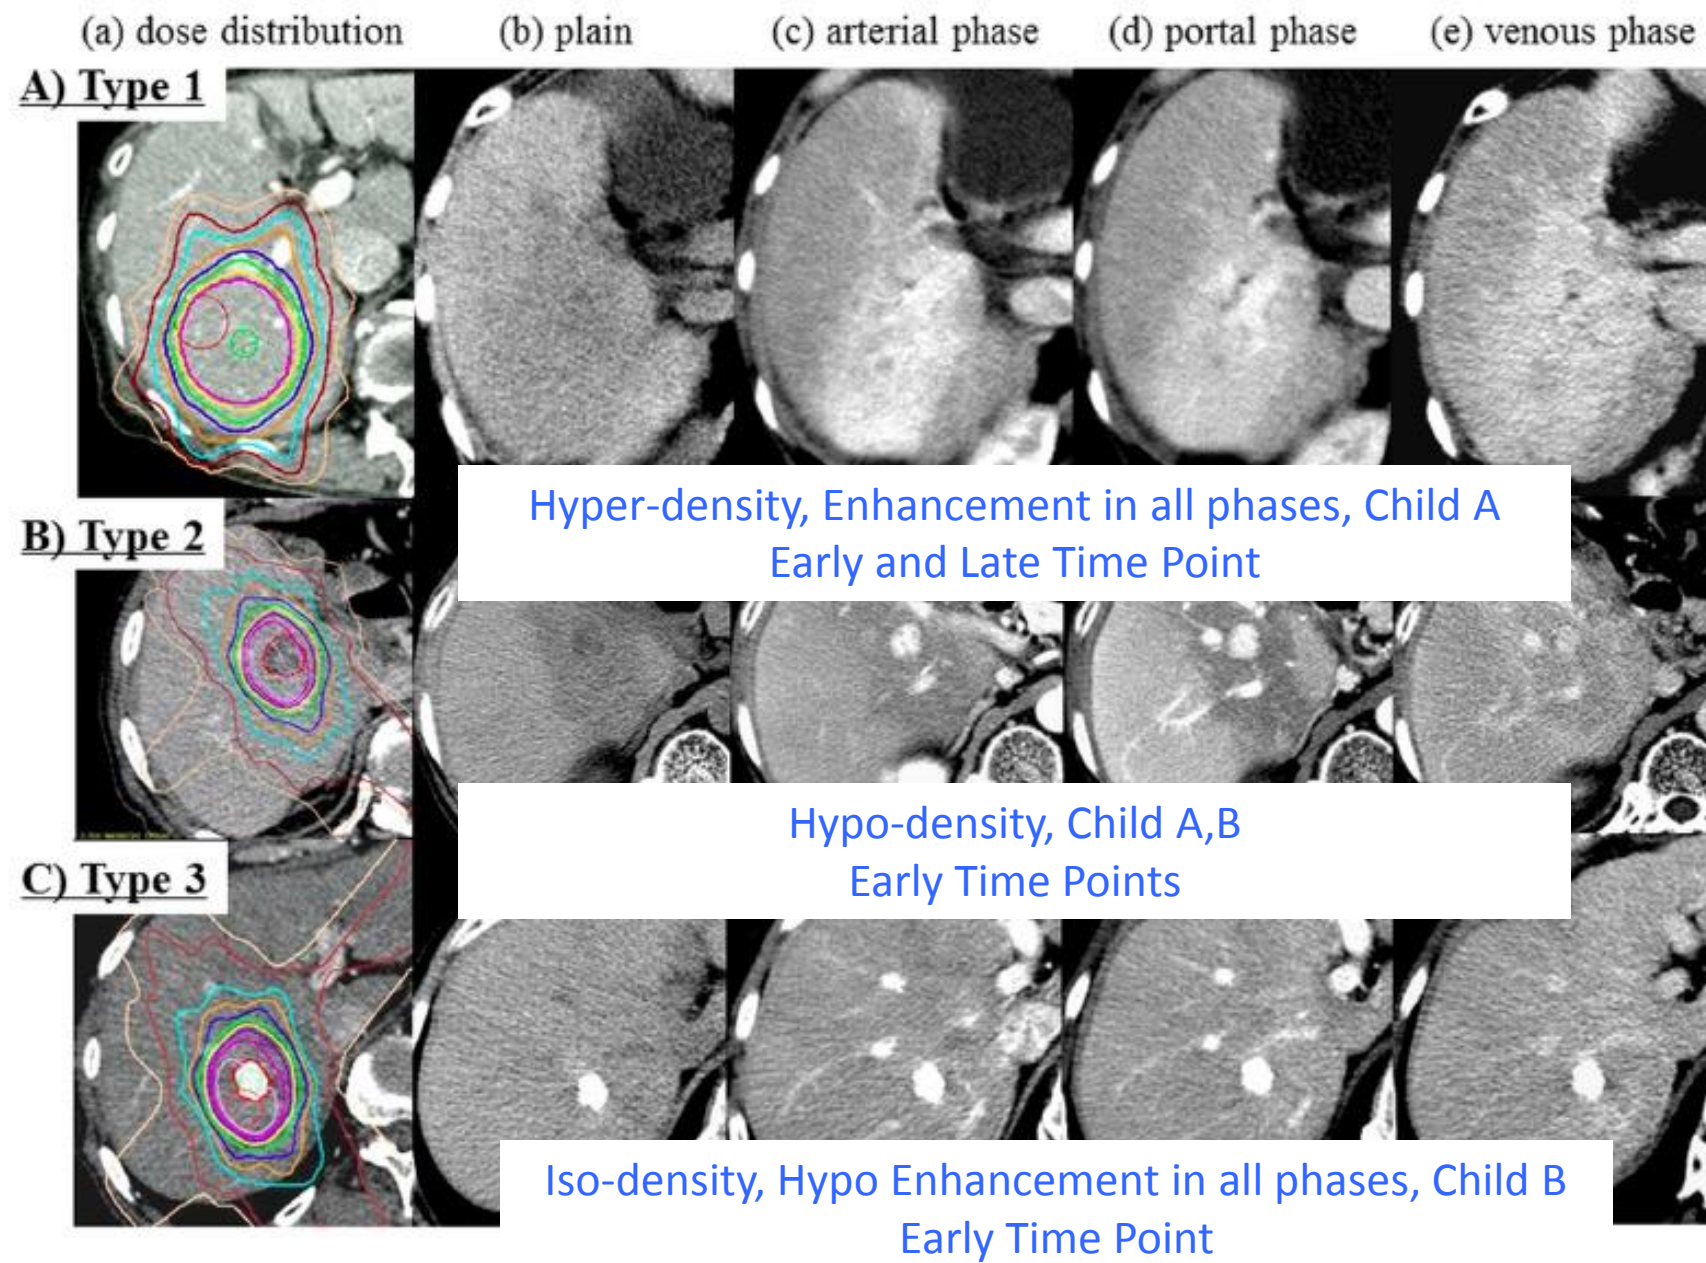 (a) dose distribution (b) plain (c) arterial phase (d) portal phase (e) venous phase
A) Type 1
Hyper-density, Enhancement in all phases, Child A
Early and Late Time Point
B) Type 2
Hypo-density, Child A,B
Early Time Points
C) Type 3
Iso-density, Hypo Enhancement in all phases, Child B
Early Time Point